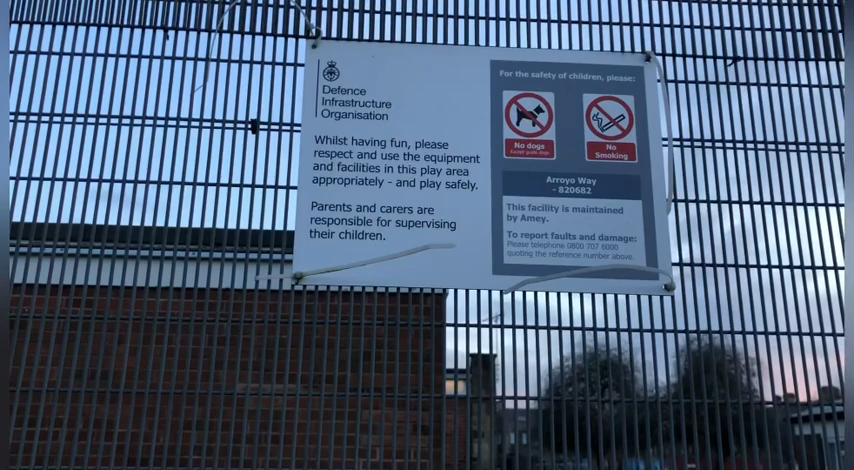 Defence
Infrastructure
Organisation
Whilst having fun, please
respect and use the equipment
and facilities in this play area
appropriately - and play safely.
Parents and carers are
responsible for supervising
their children.
For the safety of children, please:
No dogs
Except guide dogs
No
Smoking
Arroyo Way
- 820682
This facility is maintained
by Amey.
To report faults and damage:
Please telephone 0800 707 6000
quoting the reference number above.